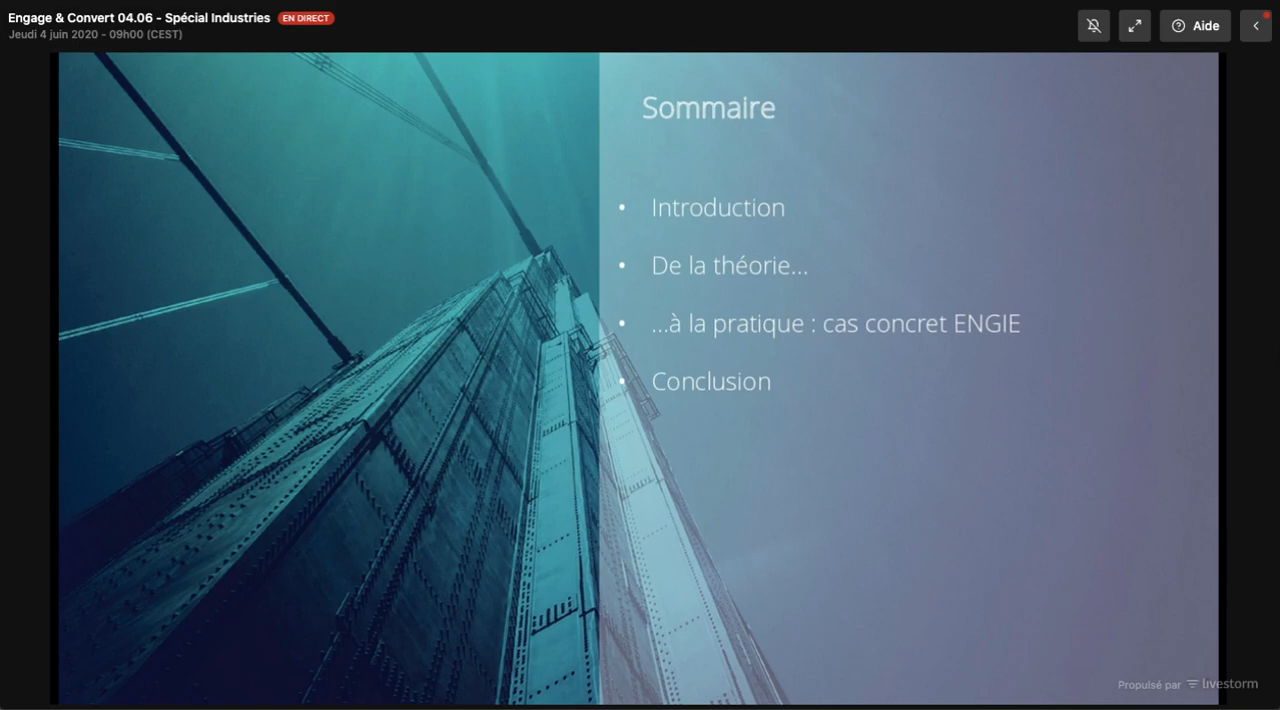 Engage & Convert 04.06 - Spécial Industries EN DIRECT
Jeudi 4 juin 2020 - 09h00 (CEST)
Aide
Sommaire
• Introduction
• De la théorie...
• ...à la pratique : cas concret ENGIE
• Conclusion
Propulsé par livestorm